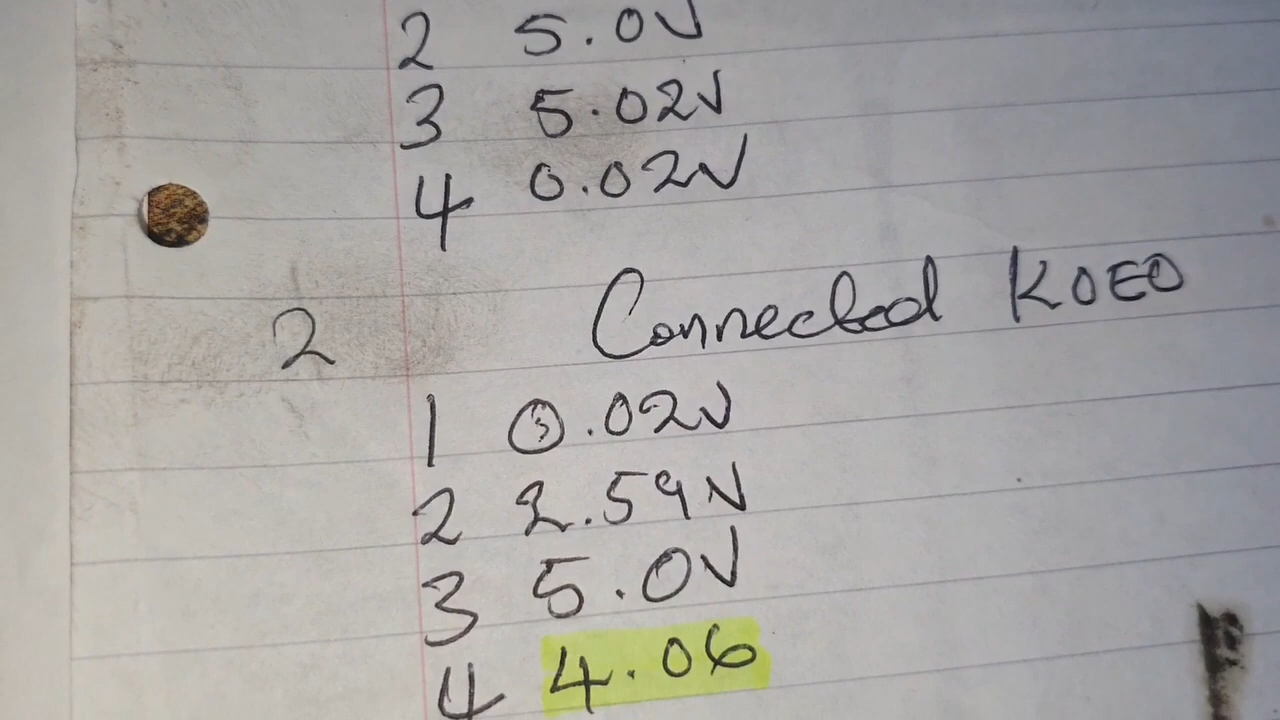 2 5.0V
3 5.02V
4 0.02V
2 Connected KOEO
1 0.02V
2 2.59V
3 5.0V
4 4.06